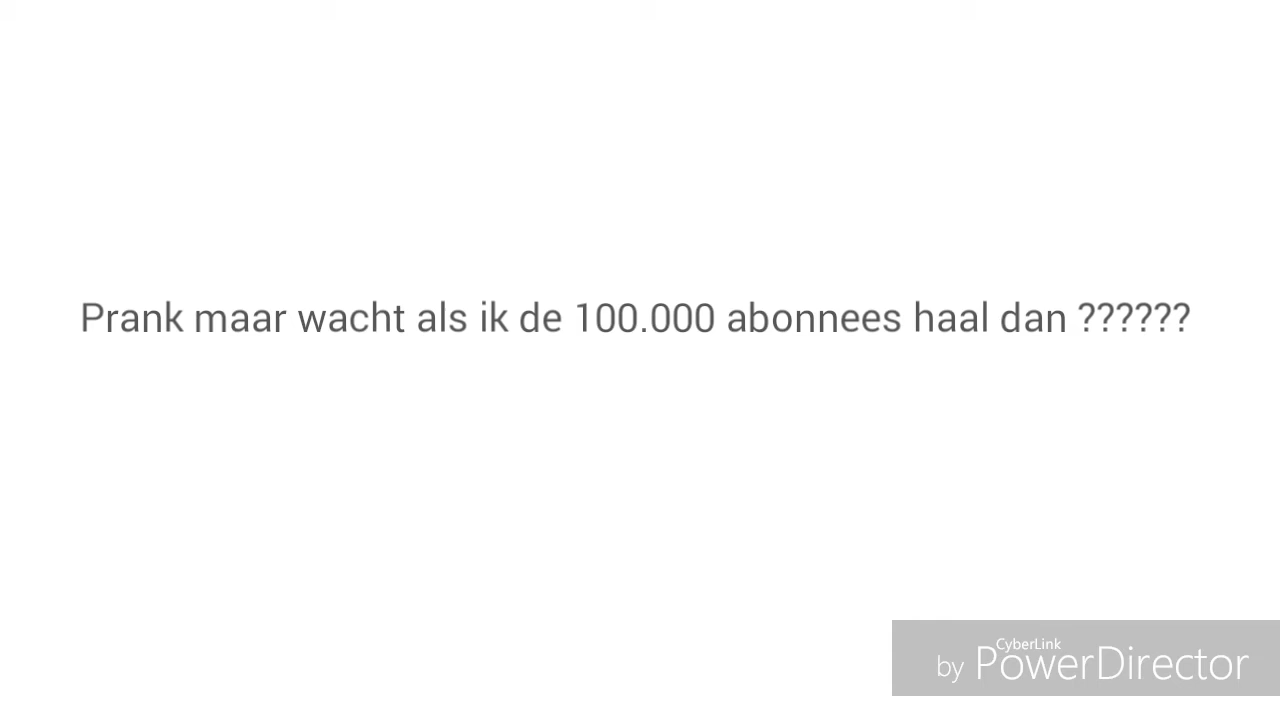 Prank maar wacht als ik de 100.000 abonnees haal dan ??????
CyberLink
by PowerDirector